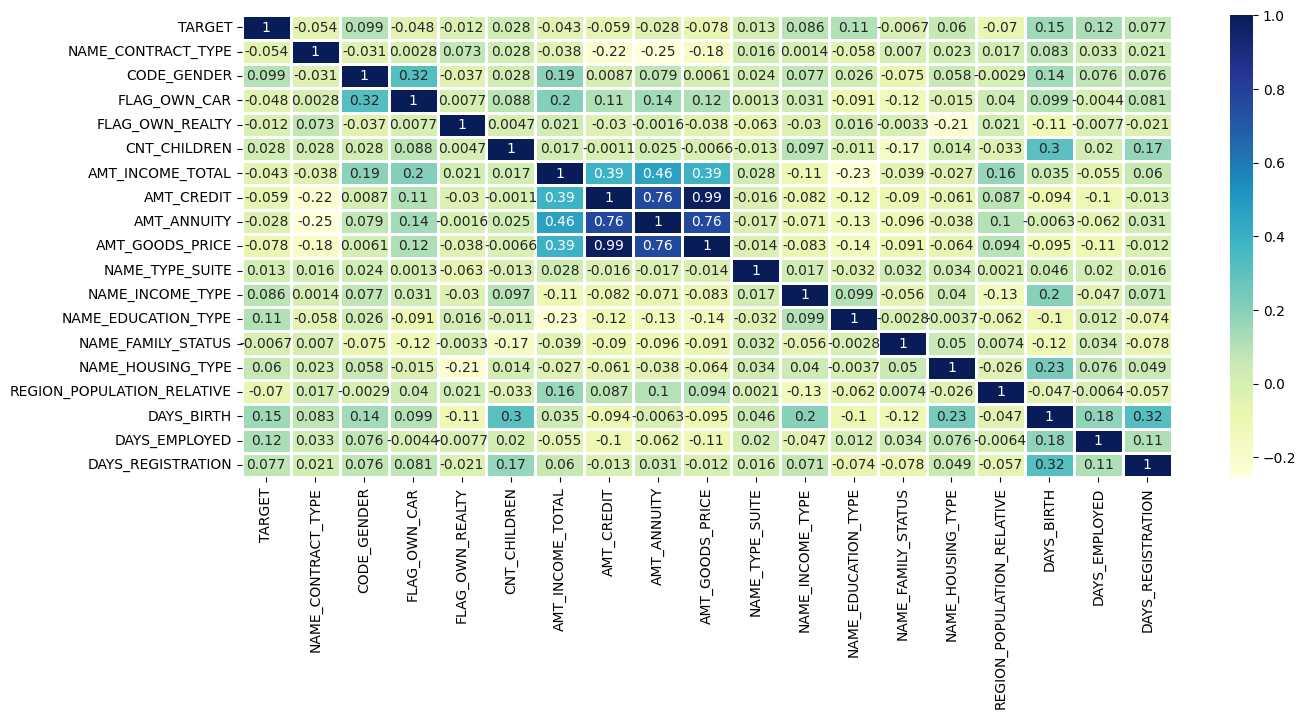 TARGET 1 -0.054 0.099 -0.048 -0.012 0.028 -0.043 -0.059 -0.028 -0.078 0.013 0.086 0.11 -0.0067 0.06 -0.07 0.15 0.12 0.077
NAME_CONTRACT_TYPE -0.054 1 -0.031 0.0028 0.073 0.028 -0.038 -0.22 -0.25 -0.18 0.016 0.0014 -0.058 0.007 0.023 0.017 0.083 0.033 0.021
CODE_GENDER 0.099 -0.031 1 0.32 -0.037 0.028 0.19 0.0087 0.079 0.0061 0.024 0.077 0.026 -0.075 0.058 -0.0029 0.14 0.076 0.076
FLAG_OWN_CAR -0.048 0.0028 0.32 1 0.0077 0.088 0.2 0.11 0.14 0.12 0.0013 0.031 -0.091 -0.12 -0.015 0.04 0.099 -0.0044 0.081
FLAG_OWN_REALTY -0.012 0.073 -0.037 0.0077 1 0.0047 0.021 -0.03 -0.0016 -0.038 -0.063 -0.03 0.016 -0.0033 -0.21 0.021 -0.11 -0.0077 -0.021
CNT_CHILDREN 0.028 0.028 0.028 0.088 0.0047 1 0.017 -0.0011 0.025 -0.0066 -0.013 0.097 -0.011 -0.17 0.014 -0.033 0.3 0.02 0.17
AMT_INCOME_TOTAL -0.043 -0.038 0.19 0.2 0.021 0.017 1 0.39 0.46 0.39 0.028 -0.11 -0.23 -0.039 -0.027 0.16 0.035 -0.055 0.06
AMT_CREDIT -0.059 -0.22 0.0087 0.11 -0.03 -0.0011 0.39 1 0.76 0.99 -0.016 -0.082 -0.12 -0.09 -0.061 0.087 -0.094 -0.1 -0.013
AMT_ANNUITY -0.028 -0.25 0.079 0.14 -0.0016 0.025 0.46 0.76 1 0.76 -0.017 -0.071 -0.13 -0.096 -0.038 0.1 -0.0063 -0.062 0.031
AMT_GOODS_PRICE -0.078 -0.18 0.0061 0.12 -0.038 -0.0066 0.39 0.99 0.76 1 -0.014 -0.083 -0.14 -0.091 -0.064 0.094 -0.095 -0.11 -0.012
NAME_TYPE_SUITE 0.013 0.016 0.024 0.0013 -0.063 -0.013 0.028 -0.016 -0.017 -0.014 1 0.017 -0.032 0.032 0.034 0.0021 0.046 0.02 0.016
NAME_INCOME_TYPE 0.086 0.0014 0.077 0.031 -0.03 0.097 -0.11 -0.082 -0.071 -0.083 0.017 1 0.099 -0.056 0.04 -0.13 0.2 -0.047 0.071
NAME_EDUCATION_TYPE 0.11 -0.058 0.026 -0.091 0.016 -0.011 -0.23 -0.12 -0.13 -0.14 -0.032 0.099 1 -0.0028 -0.0037 -0.062 -0.1 0.012 -0.074
NAME_FAMILY_STATUS -0.0067 0.007 -0.075 -0.12 -0.0033 -0.17 -0.039 -0.09 -0.096 -0.091 0.032 -0.056 -0.0028 1 0.05 0.0074 -0.12 0.034 -0.078
NAME_HOUSING_TYPE 0.06 0.023 0.058 -0.015 -0.21 0.014 -0.027 -0.061 -0.038 -0.064 0.034 0.04 -0.0037 0.05 1 -0.026 0.23 0.076 0.049
REGION_POPULATION_RELATIVE -0.07 0.017 -0.0029 0.04 0.021 -0.033 0.16 0.087 0.1 0.094 0.0021 -0.13 -0.062 0.0074 -0.026 1 -0.047 -0.0064 -0.057
DAYS_BIRTH 0.15 0.083 0.14 0.099 -0.11 0.3 0.035 -0.094 -0.0063 -0.095 0.046 0.2 -0.1 -0.12 0.23 -0.047 1 0.18 0.32
DAYS_EMPLOYED 0.12 0.033 0.076 -0.0044 -0.0077 0.02 -0.055 -0.1 -0.062 -0.11 0.02 -0.047 0.012 0.034 0.076 -0.0064 0.18 1 0.11
DAYS_REGISTRATION 0.077 0.021 0.076 0.081 -0.021 0.17 0.06 -0.013 0.031 -0.012 0.016 0.071 -0.074 -0.078 0.049 -0.057 0.32 0.11 1
TARGET
NAME_CONTRACT_TYPE
CODE_GENDER
FLAG_OWN_CAR
FLAG_OWN_REALTY
CNT_CHILDREN
AMT_INCOME_TOTAL
AMT_CREDIT
AMT_ANNUITY
AMT_GOODS_PRICE
NAME_TYPE_SUITE
NAME_INCOME_TYPE
NAME_EDUCATION_TYPE
NAME_FAMILY_STATUS
NAME_HOUSING_TYPE
REGION_POPULATION_RELATIVE
DAYS_BIRTH
DAYS_EMPLOYED
DAYS_REGISTRATION
1.0
0.8
0.6
0.4
0.2
0.0
−0.2